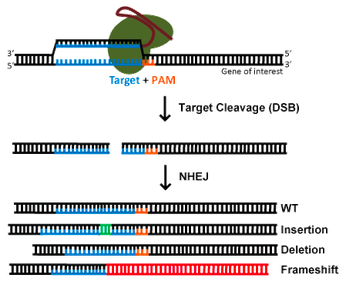 3' 5'
5' 3'
Gene of interest
Target + PAM
Target Cleavage (DSB)
NHEJ
WT
Insertion
Deletion
Frameshift